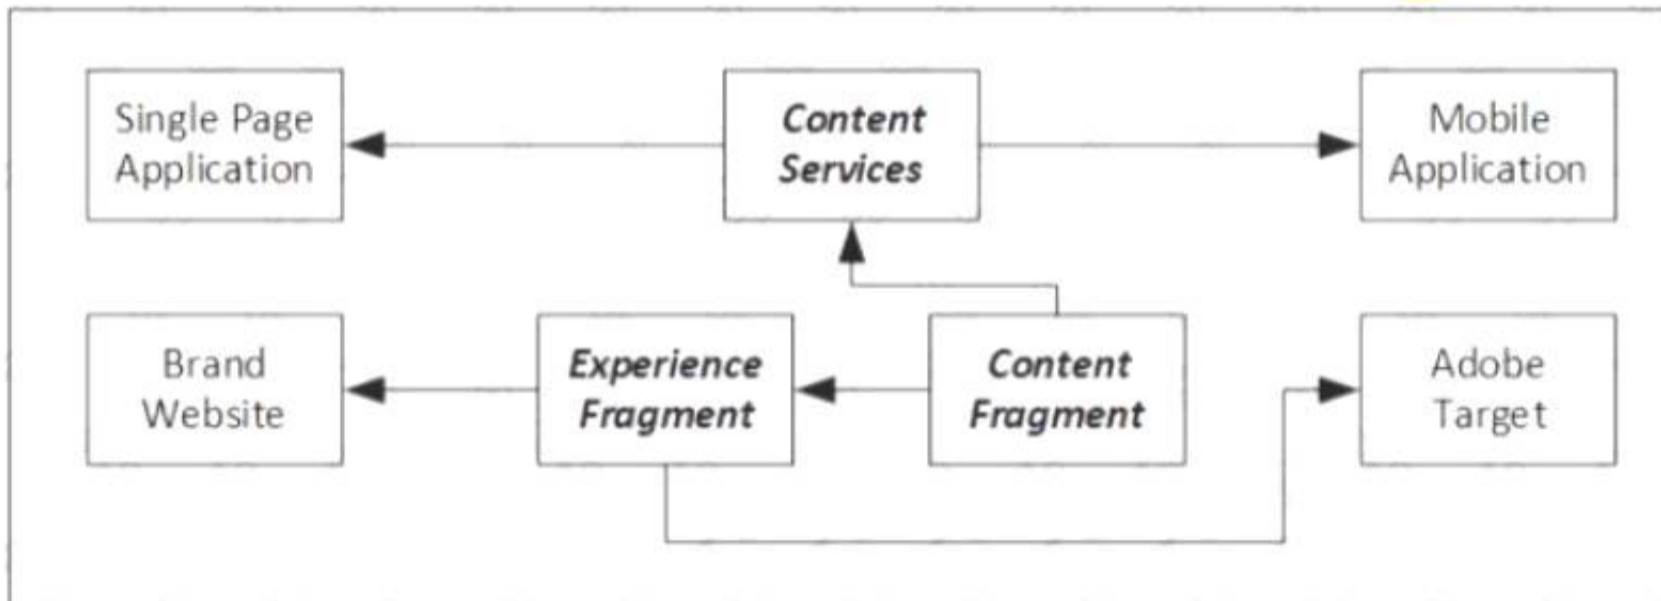 Single Page
Application
Content
Services
Mobile
Application
Brand
Website
Experience
Fragment
Content
Fragment
Adobe
Target